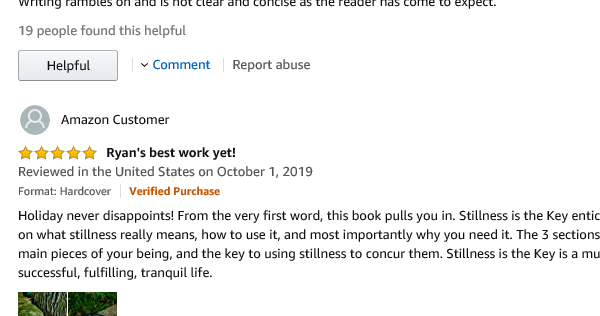 Writing rambles on and is not clear and concise as the reader has come to expect.
19 people found this helpful
Helpful
Comment
Report abuse
Amazon Customer
Ryan's best work yet!
Reviewed in the United States on October 1, 2019
Format: Hardcover
Verified Purchase
Holiday never disappoints! From the very first word, this book pulls you in. Stillness is the Key
on what stillness really means, how to use it, and most importantly why you need it. The 3 sections
main pieces of your being, and the key to using stillness to concur them. Stillness is the Key is a
successful, fulfilling, tranquil life.